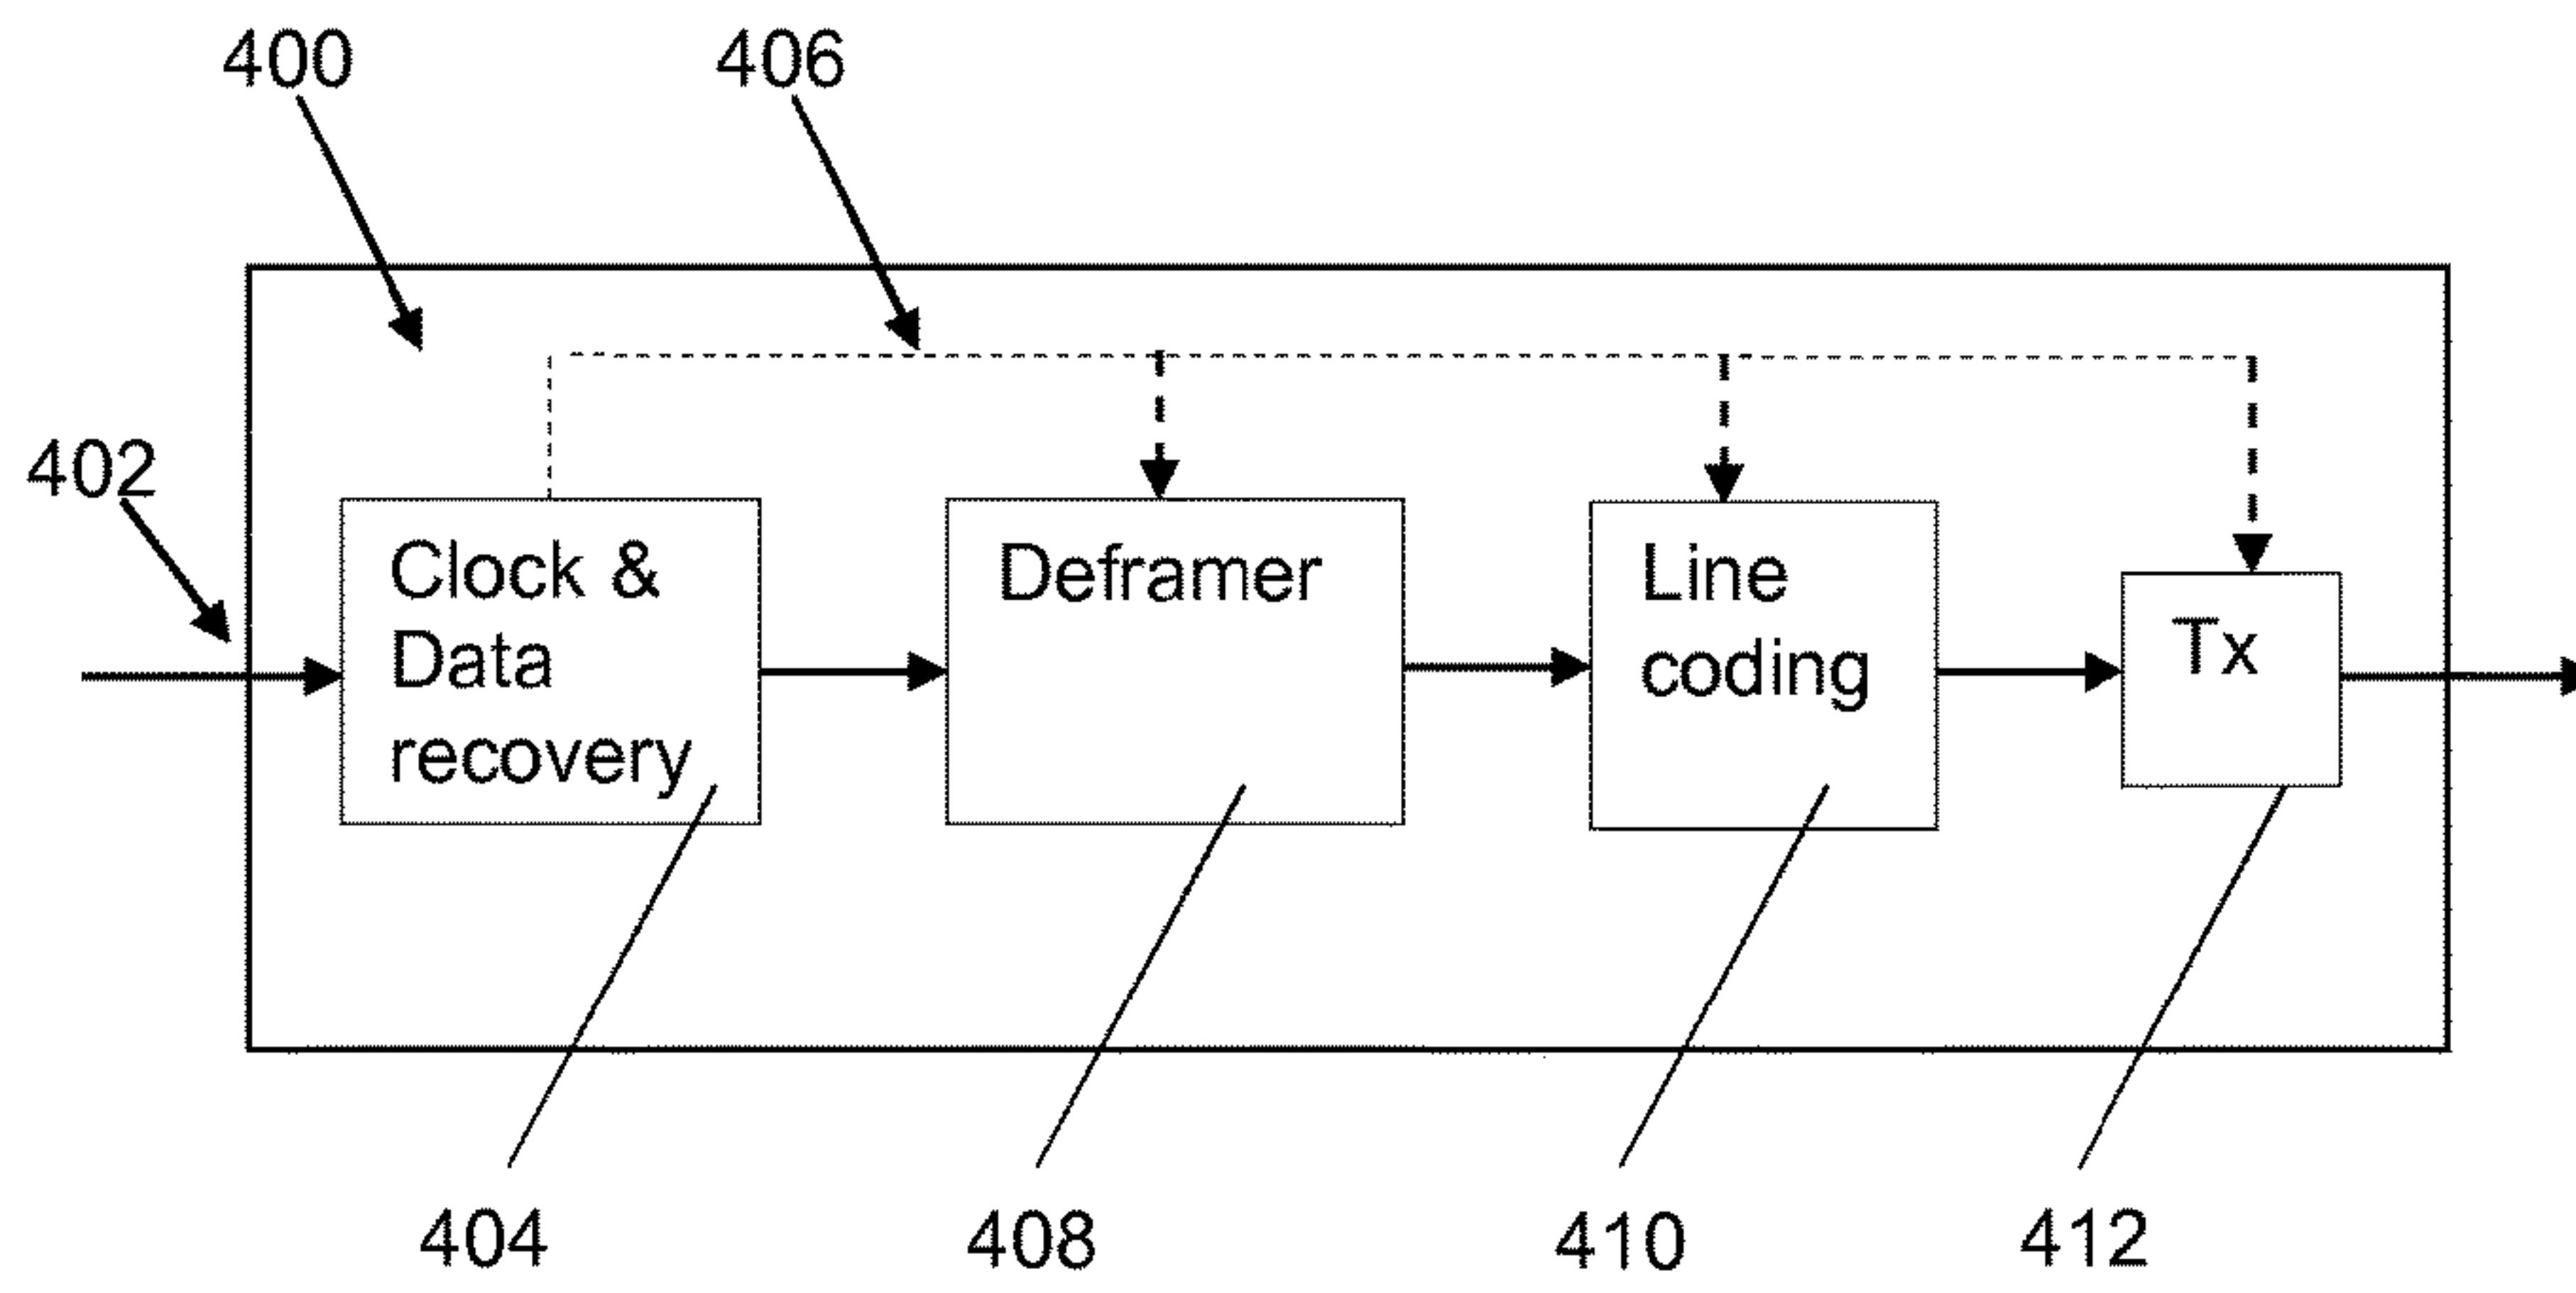 400
406
402
Clock &
Data
recovery
Deframer
Line
coding
Tx
404
408
410
412